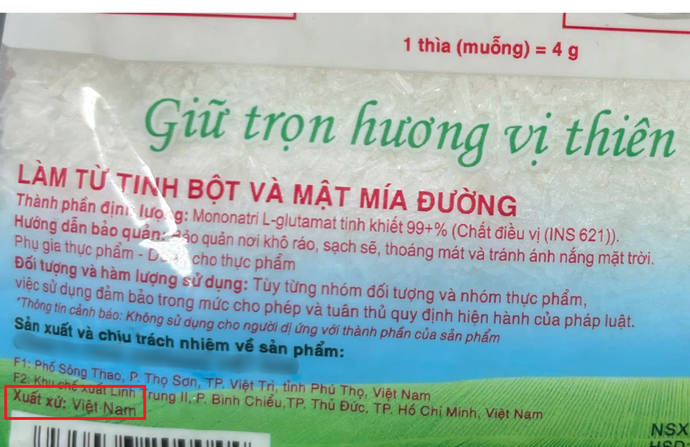 1 thìa (muỗng) = 4 g
Giữ trọn hương vị thiên
LÀM TỪ TINH BỘT VÀ MẬT MÍA ĐƯỜNG
Thành phần định lượng: Mononatri L-glutamat tinh khiết 99+% (Chất điều vị (INS 621)).
Hướng dẫn bảo quản: Bảo quản nơi khô ráo, sạch sẽ, thoáng mát và tránh ánh nắng mặt trời.
Phụ gia thực phẩm - Dùng cho thực phẩm
Đối tượng và hàm lượng sử dụng: Tùy từng nhóm đối tượng và nhóm thực phẩm,
việc sử dụng đảm bảo trong mức cho phép và tuân thủ quy định hiện hành của pháp luật.
*Thông tin cảnh báo: Không sử dụng cho người dị ứng với thành phần của sản phẩm
Sản xuất và chịu trách nhiệm về sản phẩm:
F1: Phố Sông Thao, P. Thọ Sơn, TP. Việt Trì, tỉnh Phú Thọ, Việt Nam
F2: Khu chế xuất Linh Trung II, P. Bình Chiểu,TP. Thủ Đức, TP. Hồ Chí Minh, Việt Nam
Xuất xứ: Việt Nam
NSX
HSD: